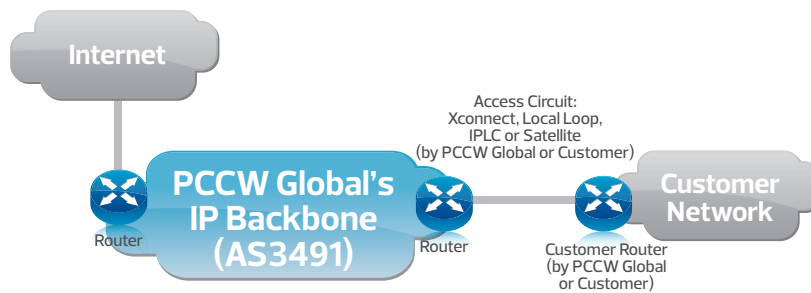 Internet
Access Circuit:
Xconnect, Local Loop,
IPLC or Satellite
(by PCCW Global or Customer)
PCCW Global's
IP Backbone
(AS3491)
Customer
Network
Router
Router
Customer Router
(by PCCW Global
or Customer)